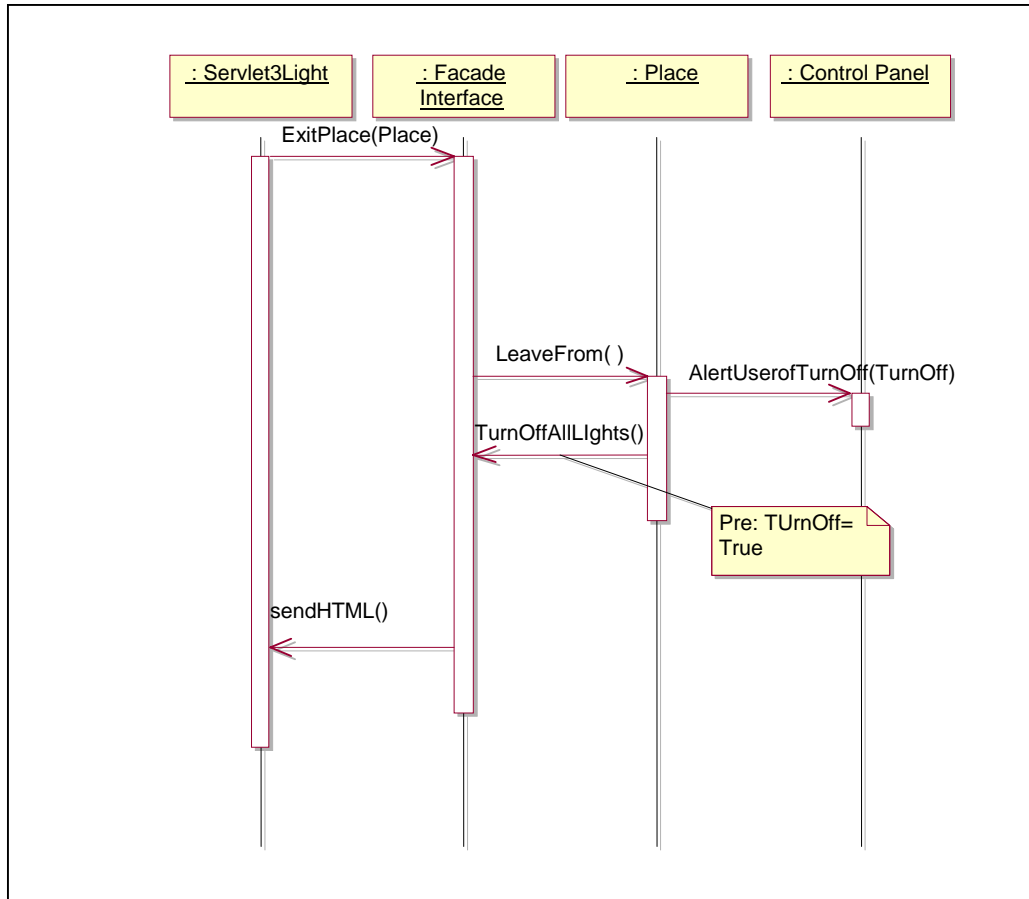 : Servlet3Light
: Facade
Interface
: Place
: Control Panel
ExitPlace(Place)
LeaveFrom( )
AlertUserofTurnOff(TurnOff)
TurnOffAllLIghts()
Pre: TUrnOff=
True
sendHTML()